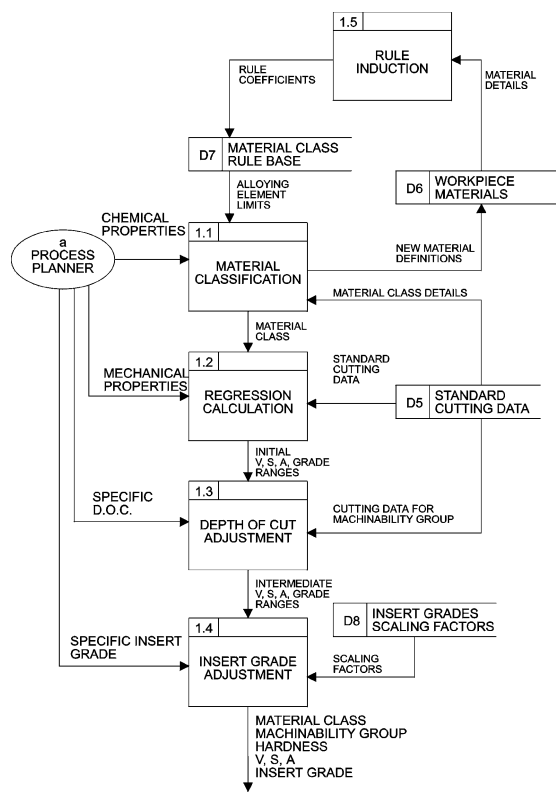 1.5
RULE
INDUCTION
RULE
COEFFICIENTS
MATERIAL
DETAILS
D7
MATERIAL CLASS
RULE BASE
D6
WORKPIECE
MATERIALS
ALLOYING
ELEMENT
LIMITS
CHEMICAL
PROPERTIES
1.1
MATERIAL
CLASSIFICATION
a
PROCESS
PLANNER
NEW MATERIAL
DEFINITIONS
MATERIAL CLASS DETAILS
MATERIAL
CLASS
1.2
REGRESSION
CALCULATION
MECHANICAL
PROPERTIES
STANDARD
CUTTING
DATA
D5
STANDARD
CUTTING DATA
INITIAL
V, S, A, GRADE
RANGES
1.3
DEPTH OF CUT
ADJUSTMENT
SPECIFIC
D.O.C.
CUTTING DATA FOR
MACHINABILITY GROUP
INTERMEDIATE
V, S, A, GRADE
RANGES
1.4
INSERT GRADE
ADJUSTMENT
D8
INSERT GRADES
SCALING FACTORS
SPECIFIC INSERT
GRADE
SCALING
FACTORS
MATERIAL CLASS
MACHINABILITY GROUP
HARDNESS
V, S, A
INSERT GRADE